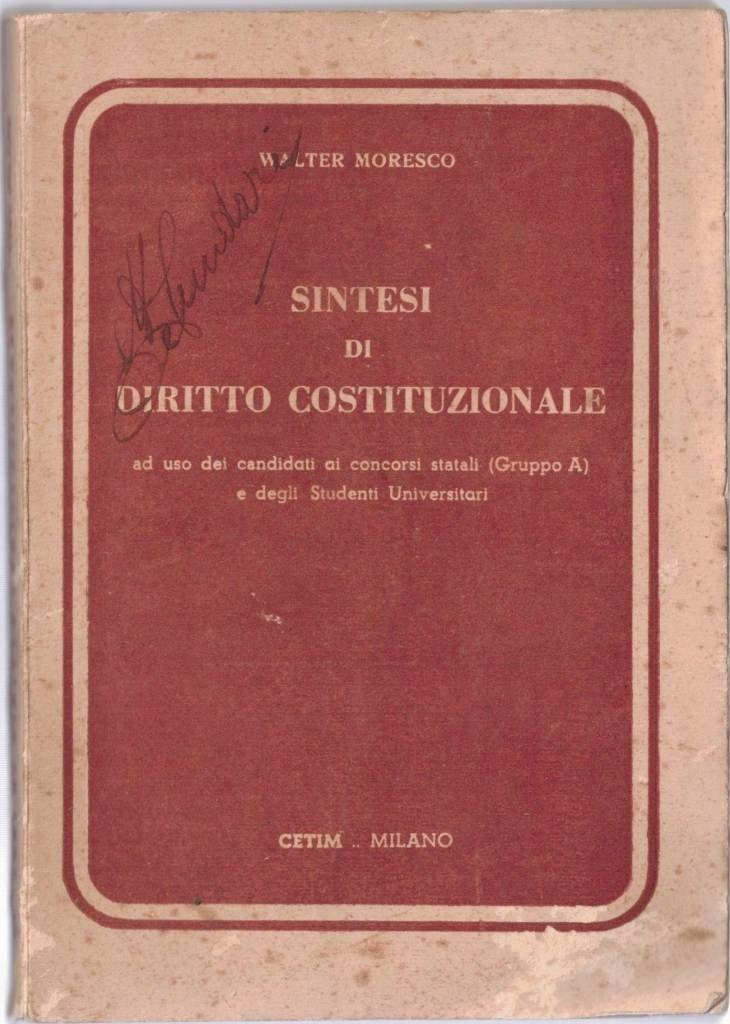 WALTER MORESCO
SINTESI
DI
DIRITTO COSTITUZIONALE
ad uso dei candidati ai concorsi statali (Gruppo A)
e degli Studenti Universitari
CETIM .. MILANO